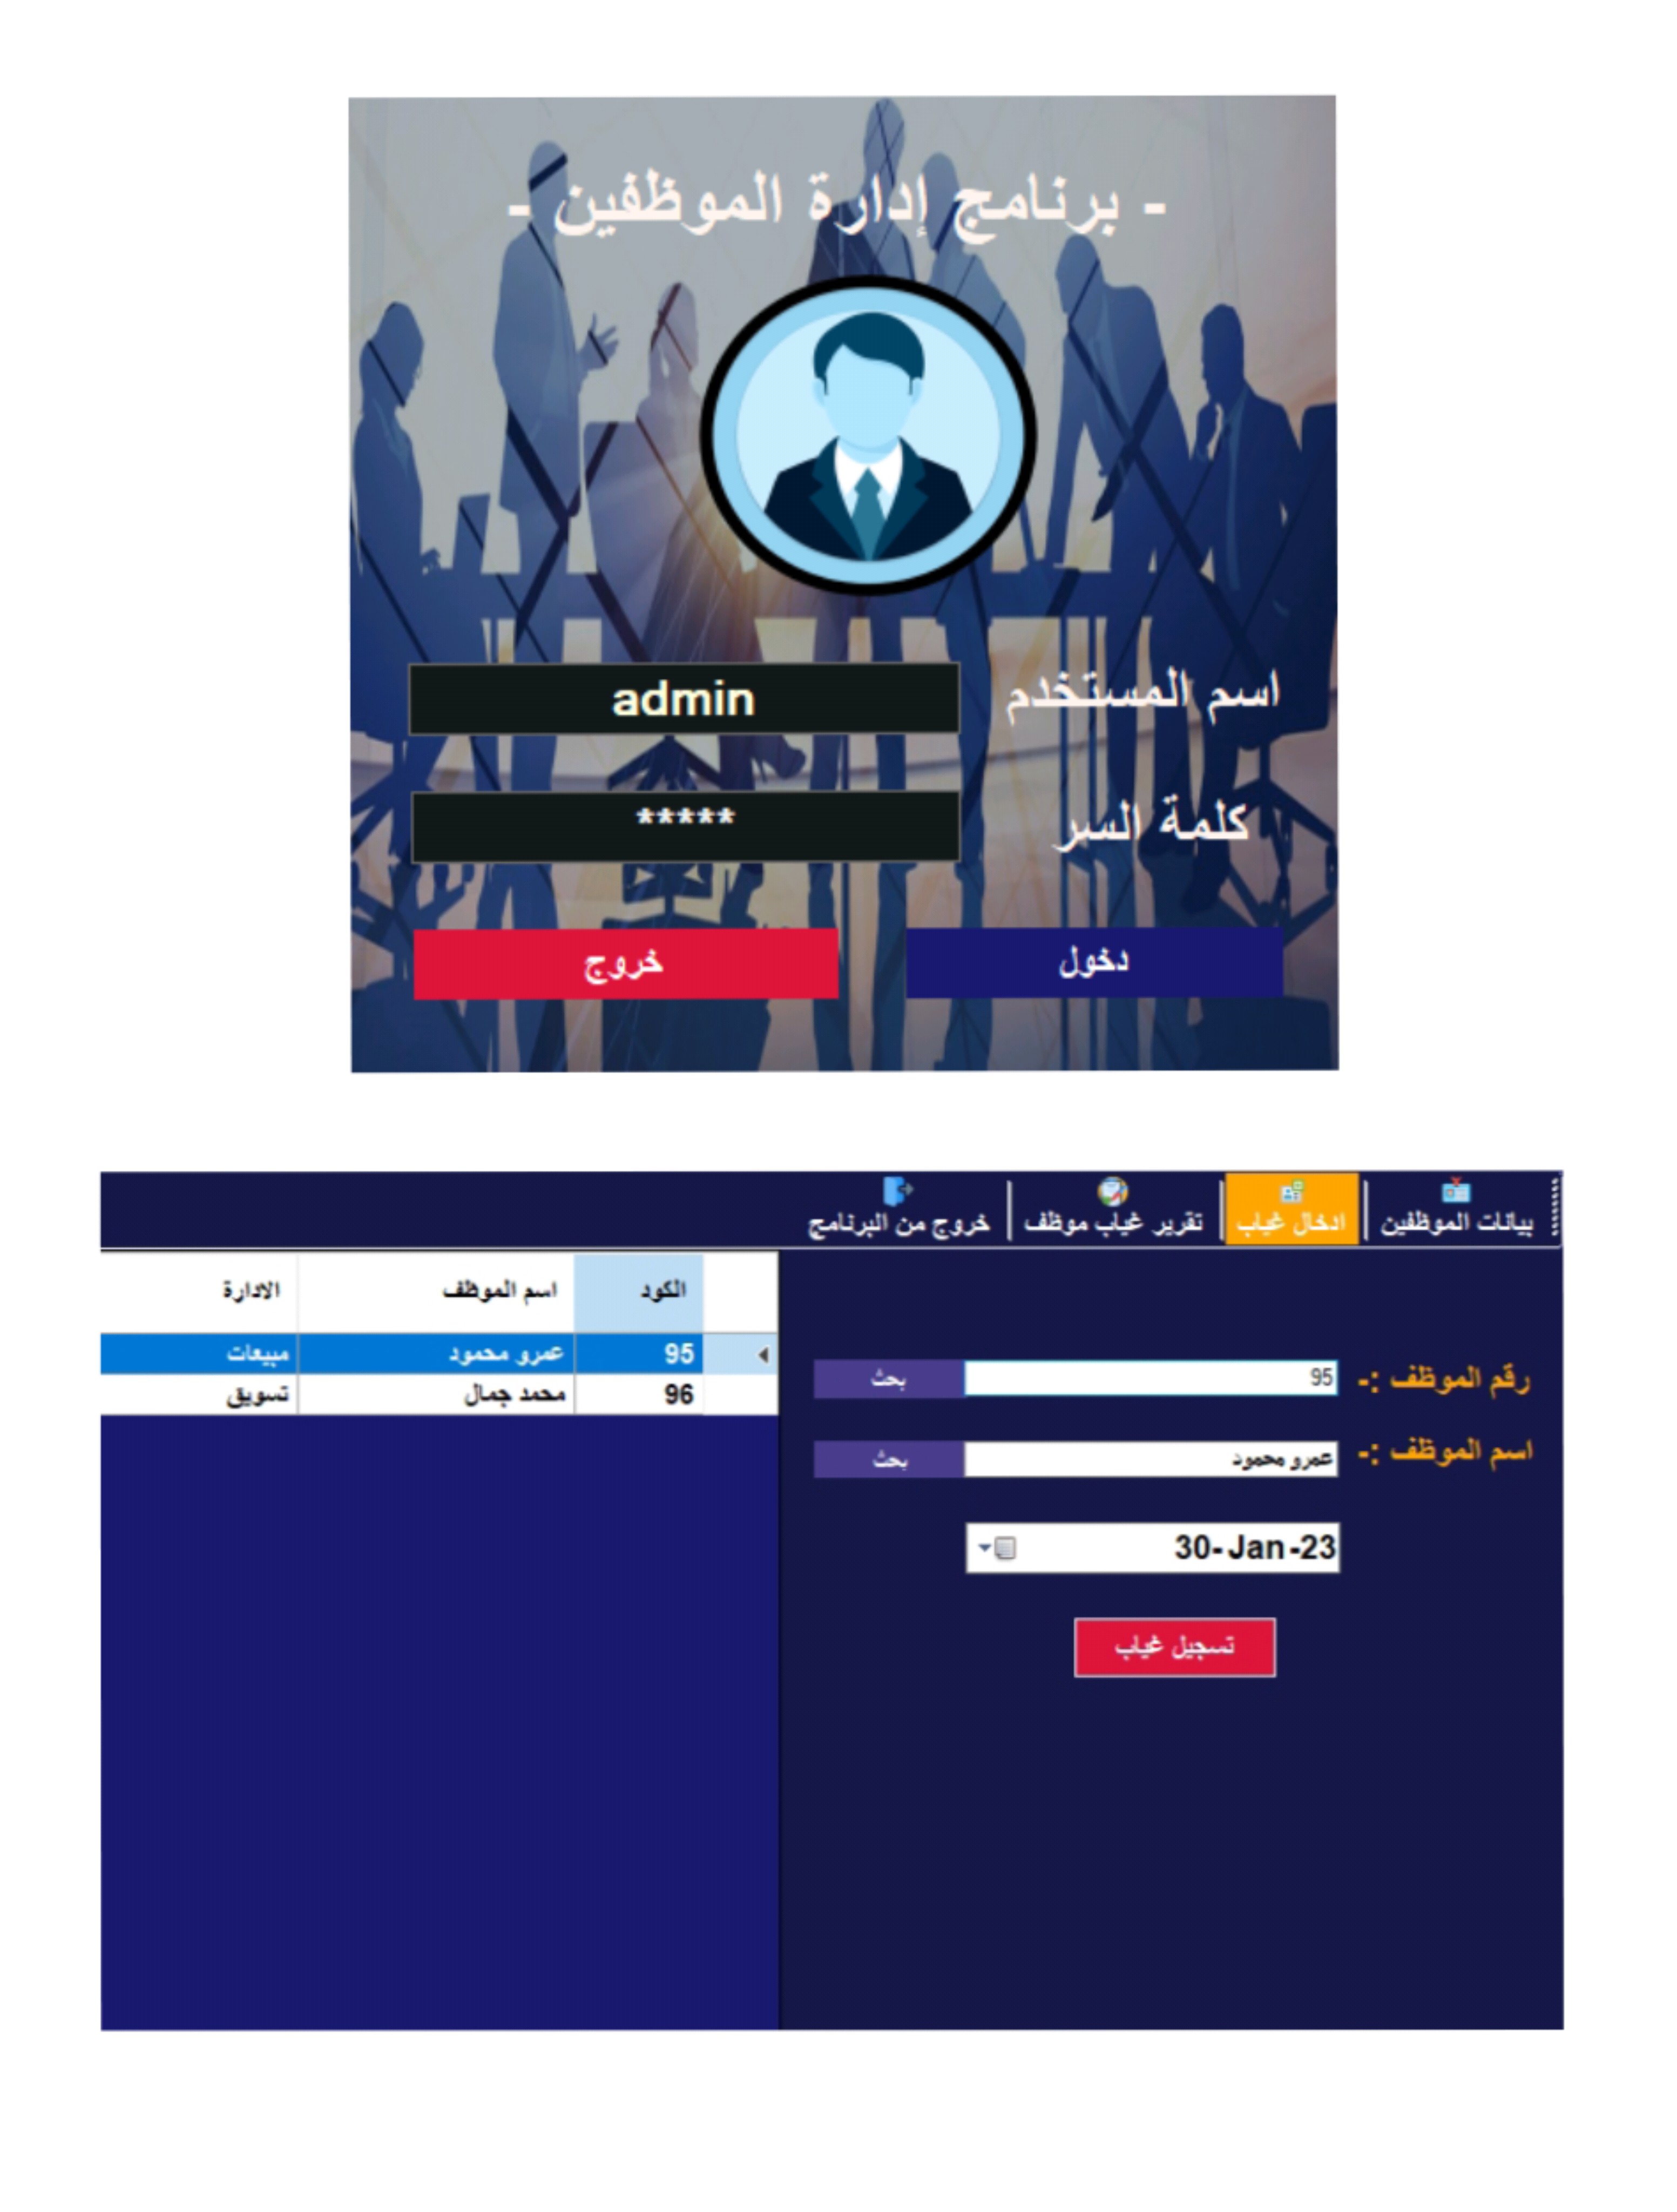 - برنامج إدارة الموظفين -
اسم المستخدم admin
كلمة السر *****
دخول خروج
بيانات الموظفين | ادخال غياب | تقرير غياب موظف | خروج من البرنامج
رقم الموظف :- 95 بحث
اسم الموظف :- عمرو محمود بحث
30-Jan-23
تسجيل غياب
الكود اسم الموظف الادارة
95 عمرو محمود مبيعات
96 محمد جمال تسويق